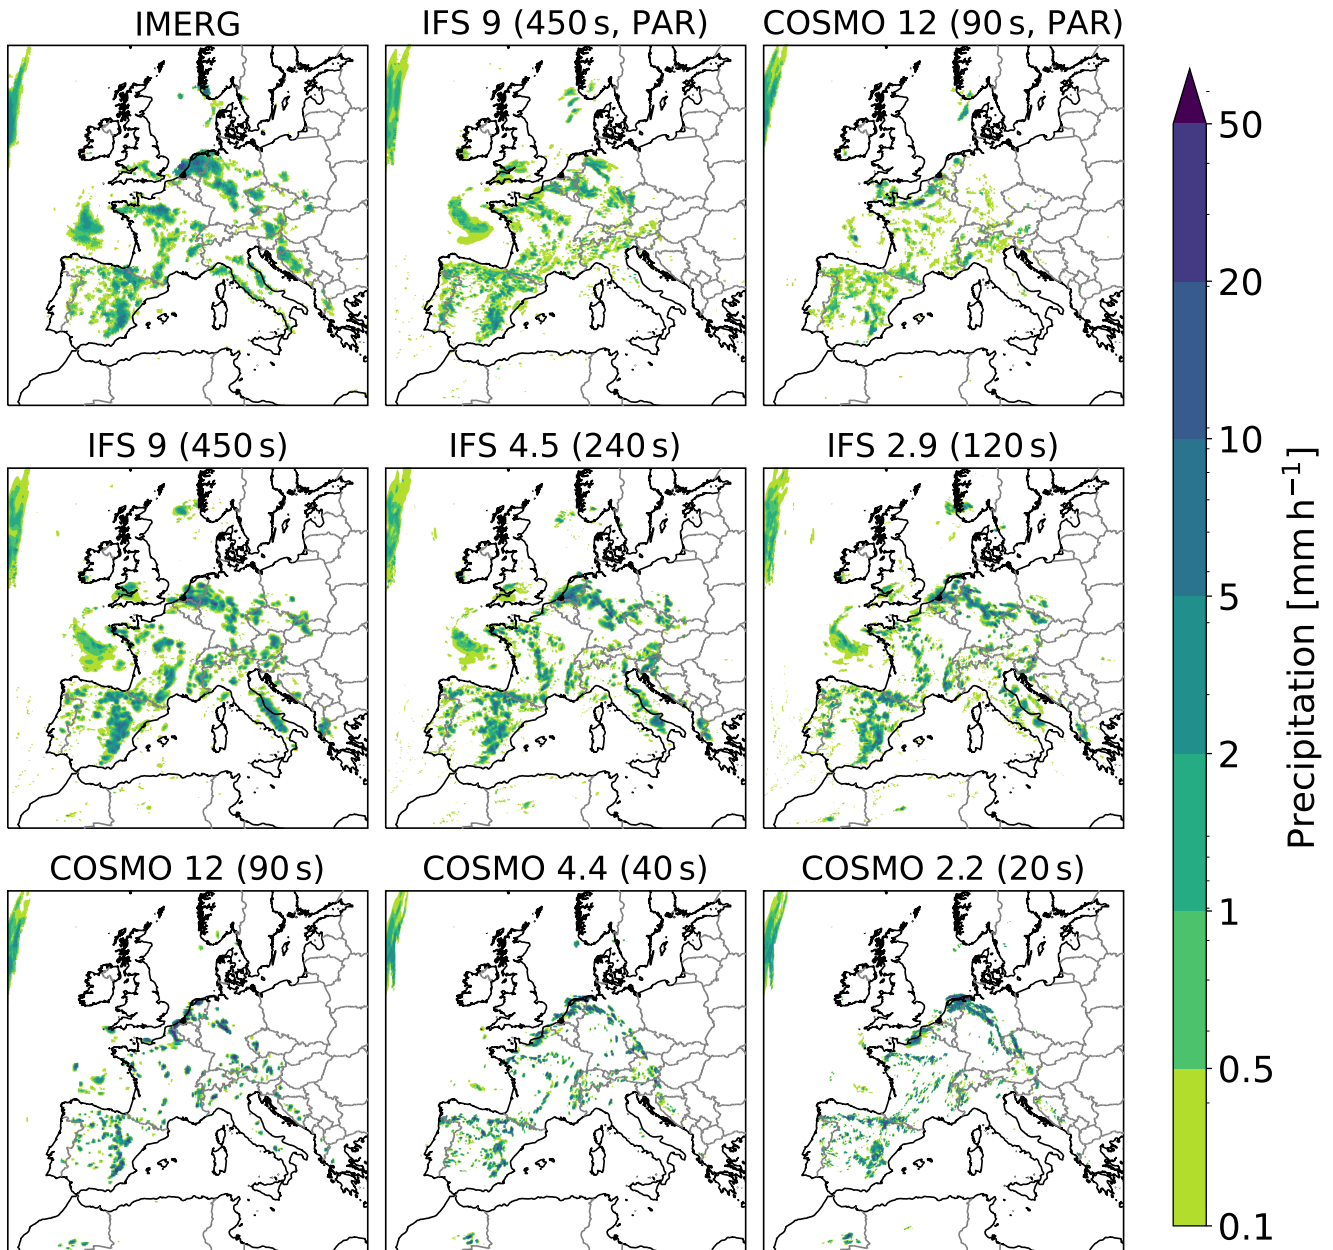 IMERG
IFS 9 (450 s, PAR)
COSMO 12 (90 s, PAR)
IFS 9 (450 s)
IFS 4.5 (240 s)
IFS 2.9 (120 s)
COSMO 12 (90 s)
COSMO 4.4 (40 s)
COSMO 2.2 (20 s)
50
20
10
5
2
1
0.5
0.1
Precipitation [mm h⁻¹]